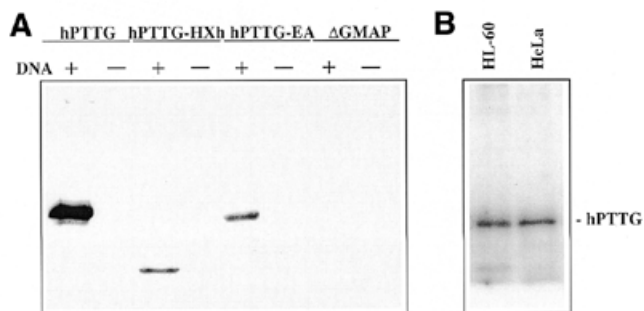 A
hPTTG hPTTG-HXh hPTTG-EA ΔGMAP
DNA + — + — + — + —
B
HL-60
HeLa
- hPTTG